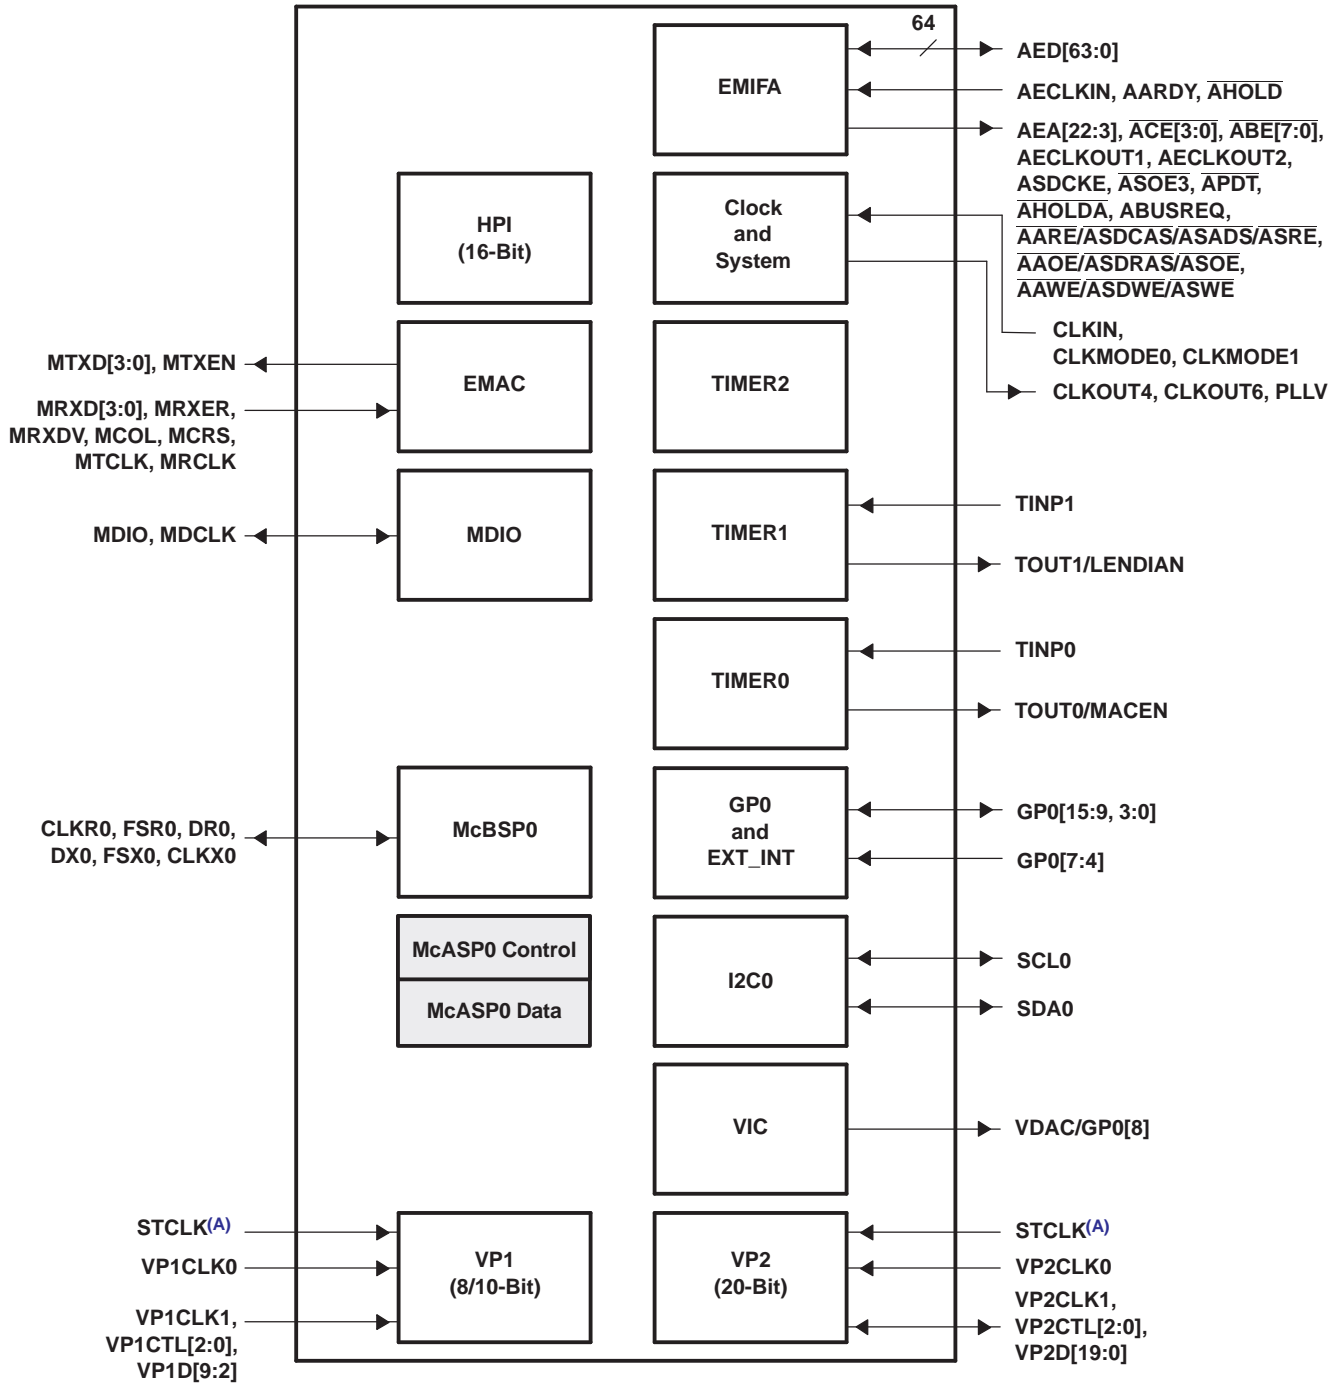 64
AED[63:0]
EMIFA
AECLKIN, AARDY, AHOLD
AEA[22:3], ACE[3:0], ABE[7:0],
AECLKOUT1, AECLKOUT2,
ASDCKE, ASOE3, APDT,
AHOLDA, ABUSREQ,
AARE/ASDCAS/ASADS/ASRE,
AAOE/ASDRAS/ASOE,
AAWE/ASDWE/ASWE
HPI
(16-Bit)
Clock
and
System
CLKIN,
CLKMODE0, CLKMODE1
CLKOUT4, CLKOUT6, PLLV
MTXD[3:0], MTXEN
MRXD[3:0], MRXER,
MRXDV, MCOL, MCRS,
MTCLK, MRCLK
EMAC
TIMER2
MDIO, MDCLK
MDIO
TIMER1
TINP1
TOUT1/LENDIAN
TIMER0
TINP0
TOUT0/MACEN
CLKR0, FSR0, DR0,
DX0, FSX0, CLKX0
McBSP0
GP0
and
EXT_INT
GP0[15:9, 3:0]
GP0[7:4]
McASP0 Control
McASP0 Data
I2C0
SCL0
SDA0
VIC
VDAC/GP0[8]
STCLK(A)
VP1CLK0
VP1CLK1,
VP1CTL[2:0],
VP1D[9:2]
VP1
(8/10-Bit)
VP2
(20-Bit)
STCLK(A)
VP2CLK0
VP2CLK1,
VP2CTL[2:0],
VP2D[19:0]